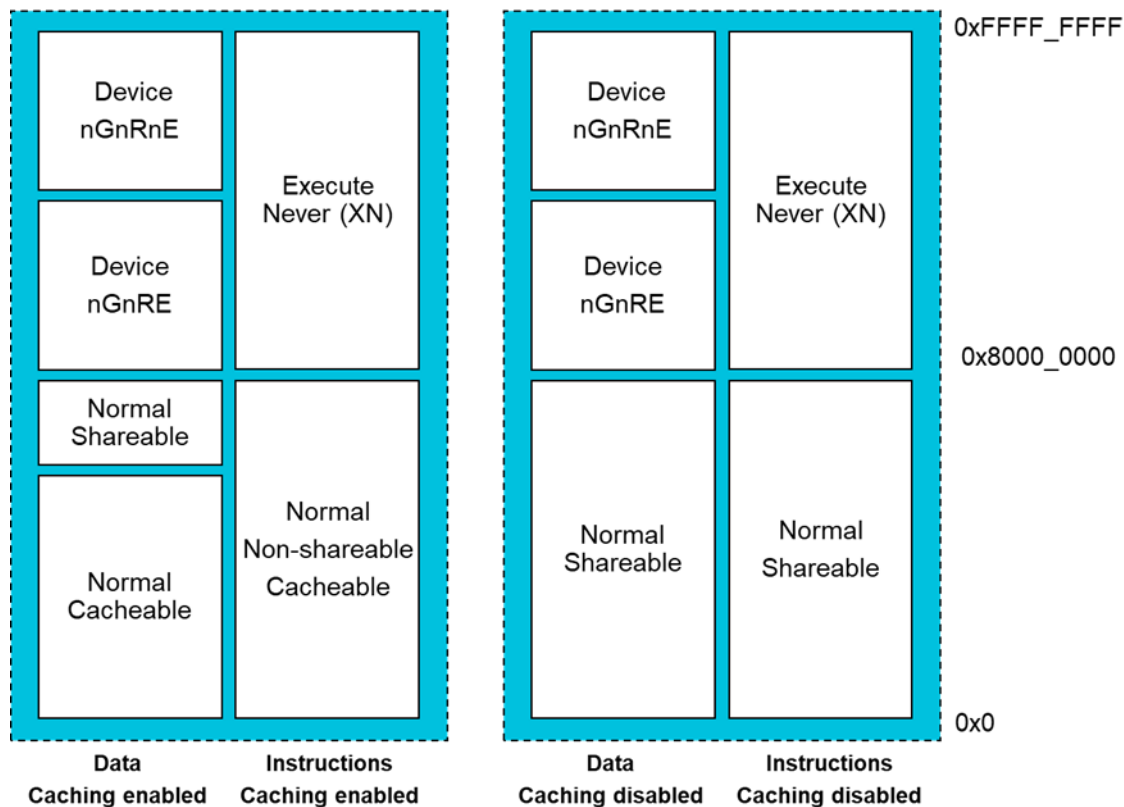 0xFFFF_FFFF
Device
nGnRnE
Execute
Never (XN)
Device
nGnRE
Normal
Shareable
Normal
Cacheable
Normal
Non-shareable
Cacheable
Data
Caching enabled
Instructions
Caching enabled
Device
nGnRnE
Execute
Never (XN)
Device
nGnRE
0x8000_0000
Normal
Shareable
Normal
Shareable
0x0
Data
Caching disabled
Instructions
Caching disabled